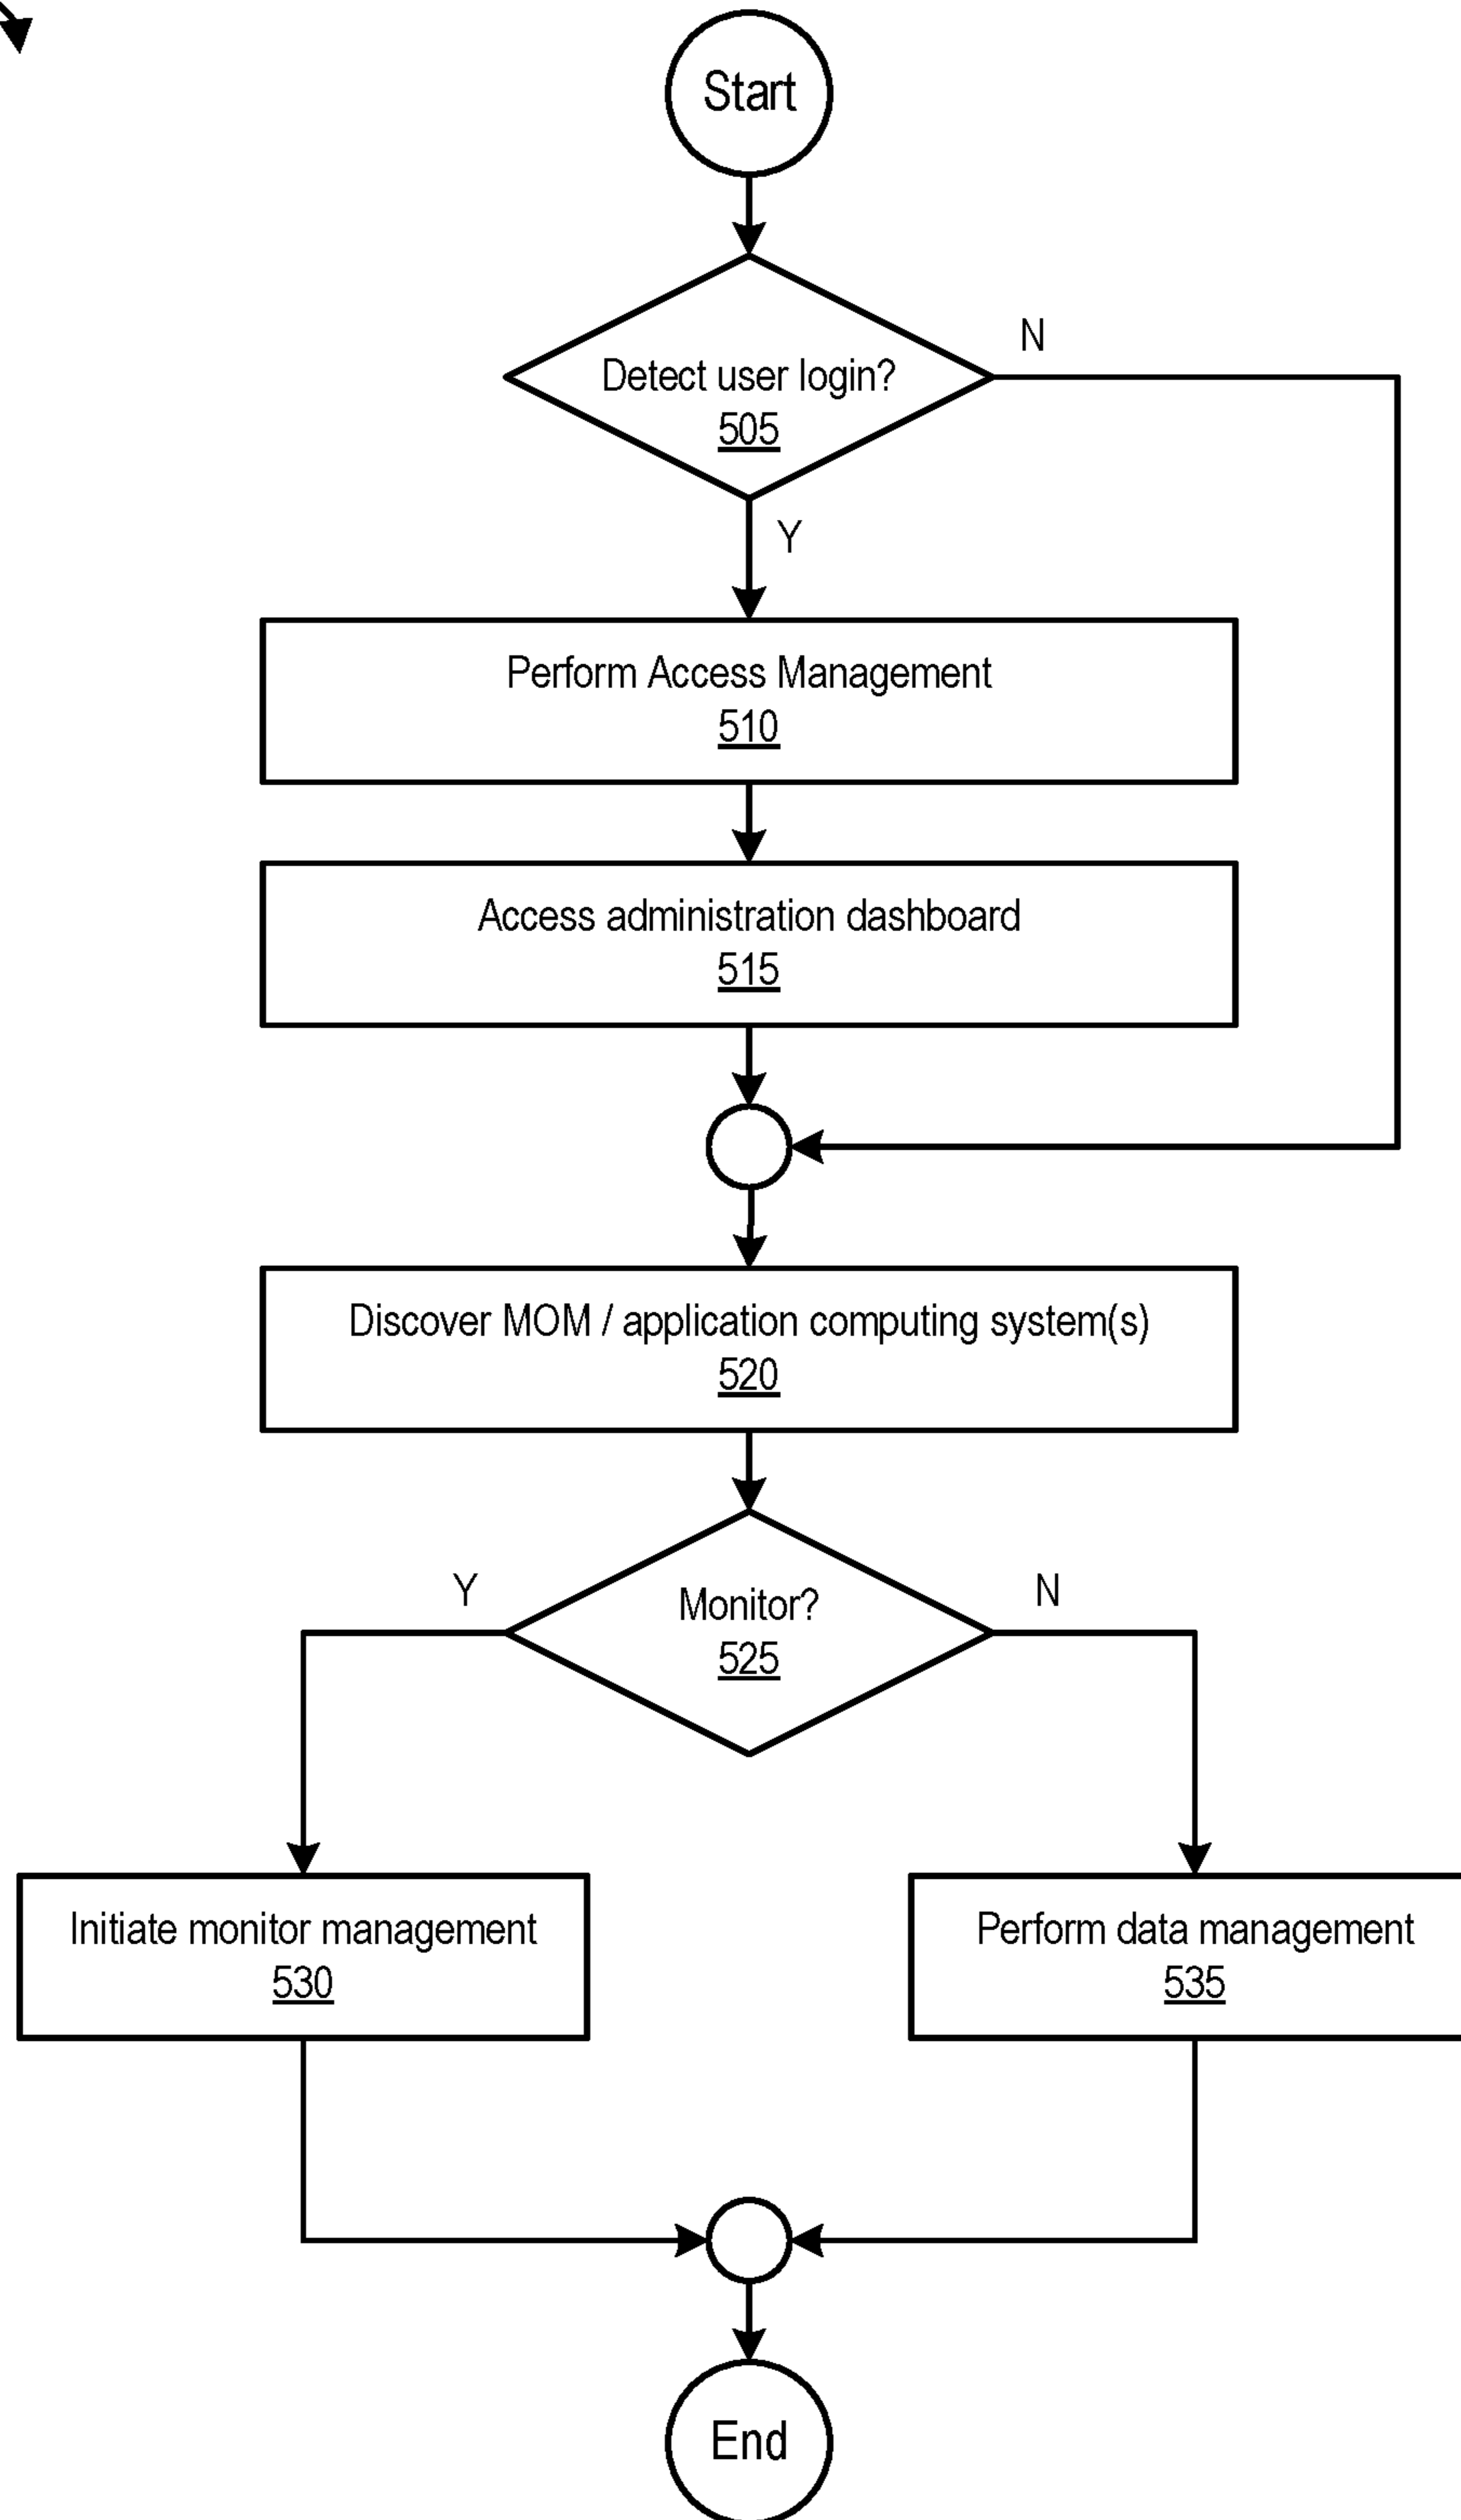 Start
Detect user login?
505
N
Y
Perform Access Management
510
Access administration dashboard
515
Discover MOM / application computing system(s)
520
Y
Monitor?
N
525
Initiate monitor management
530
Perform data management
535
End